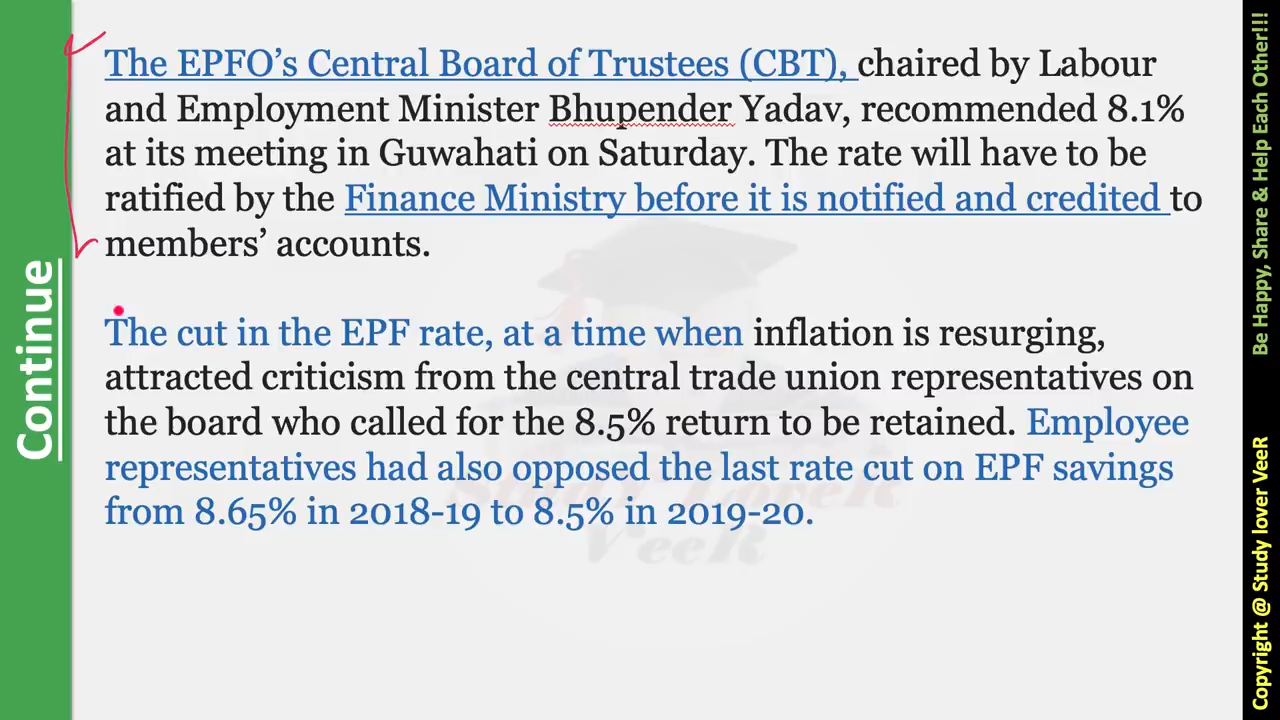 The EPFO’s Central Board of Trustees (CBT), chaired by Labour
and Employment Minister Bhupender Yadav, recommended 8.1%
at its meeting in Guwahati on Saturday. The rate will have to be
ratified by the Finance Ministry before it is notified and credited to
members’ accounts.
The cut in the EPF rate, at a time when inflation is resurging,
attracted criticism from the central trade union representatives on
the board who called for the 8.5% return to be retained. Employee
representatives had also opposed the last rate cut on EPF savings
from 8.65% in 2018-19 to 8.5% in 2019-20.
Continue
Study LoveR
VeeR
Be Happy, Share & Help Each Other!!!
Copyright @ Study lover VeeR